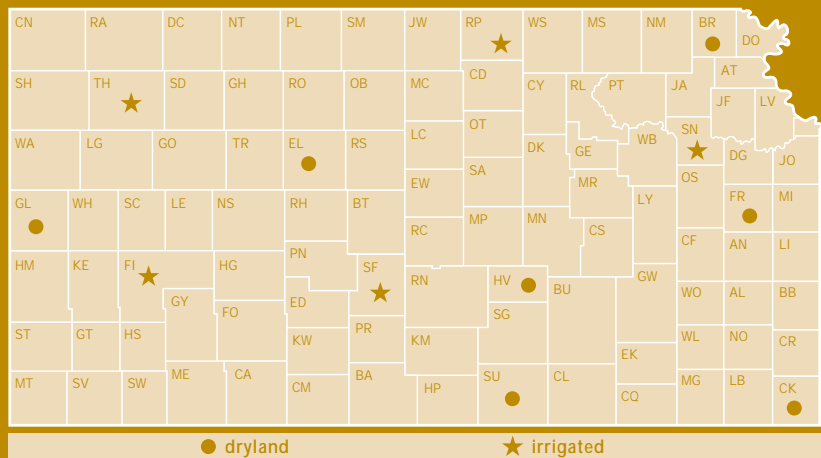 CN RA DC NT PL SM JW RP WS MS NM BR DO
SH TH SD GH RO OB MC CD CY RL PT JA AT
JF LV
WA LG GO TR EL RS LC OT DK GE WB SN DG JO
EW SA MR OS
GL WH SC LE NS RH BT RC MP MN CS LY FR MI
HM KE FI HG PN SF RN HV BU GW CF AN LI
GY ED SG WO AL BB
ST GT HS FO KW PR KM EK WL NO CR
MT SV SW ME CA CM BA HP SU CL CQ MG LB CK
dryland irrigated